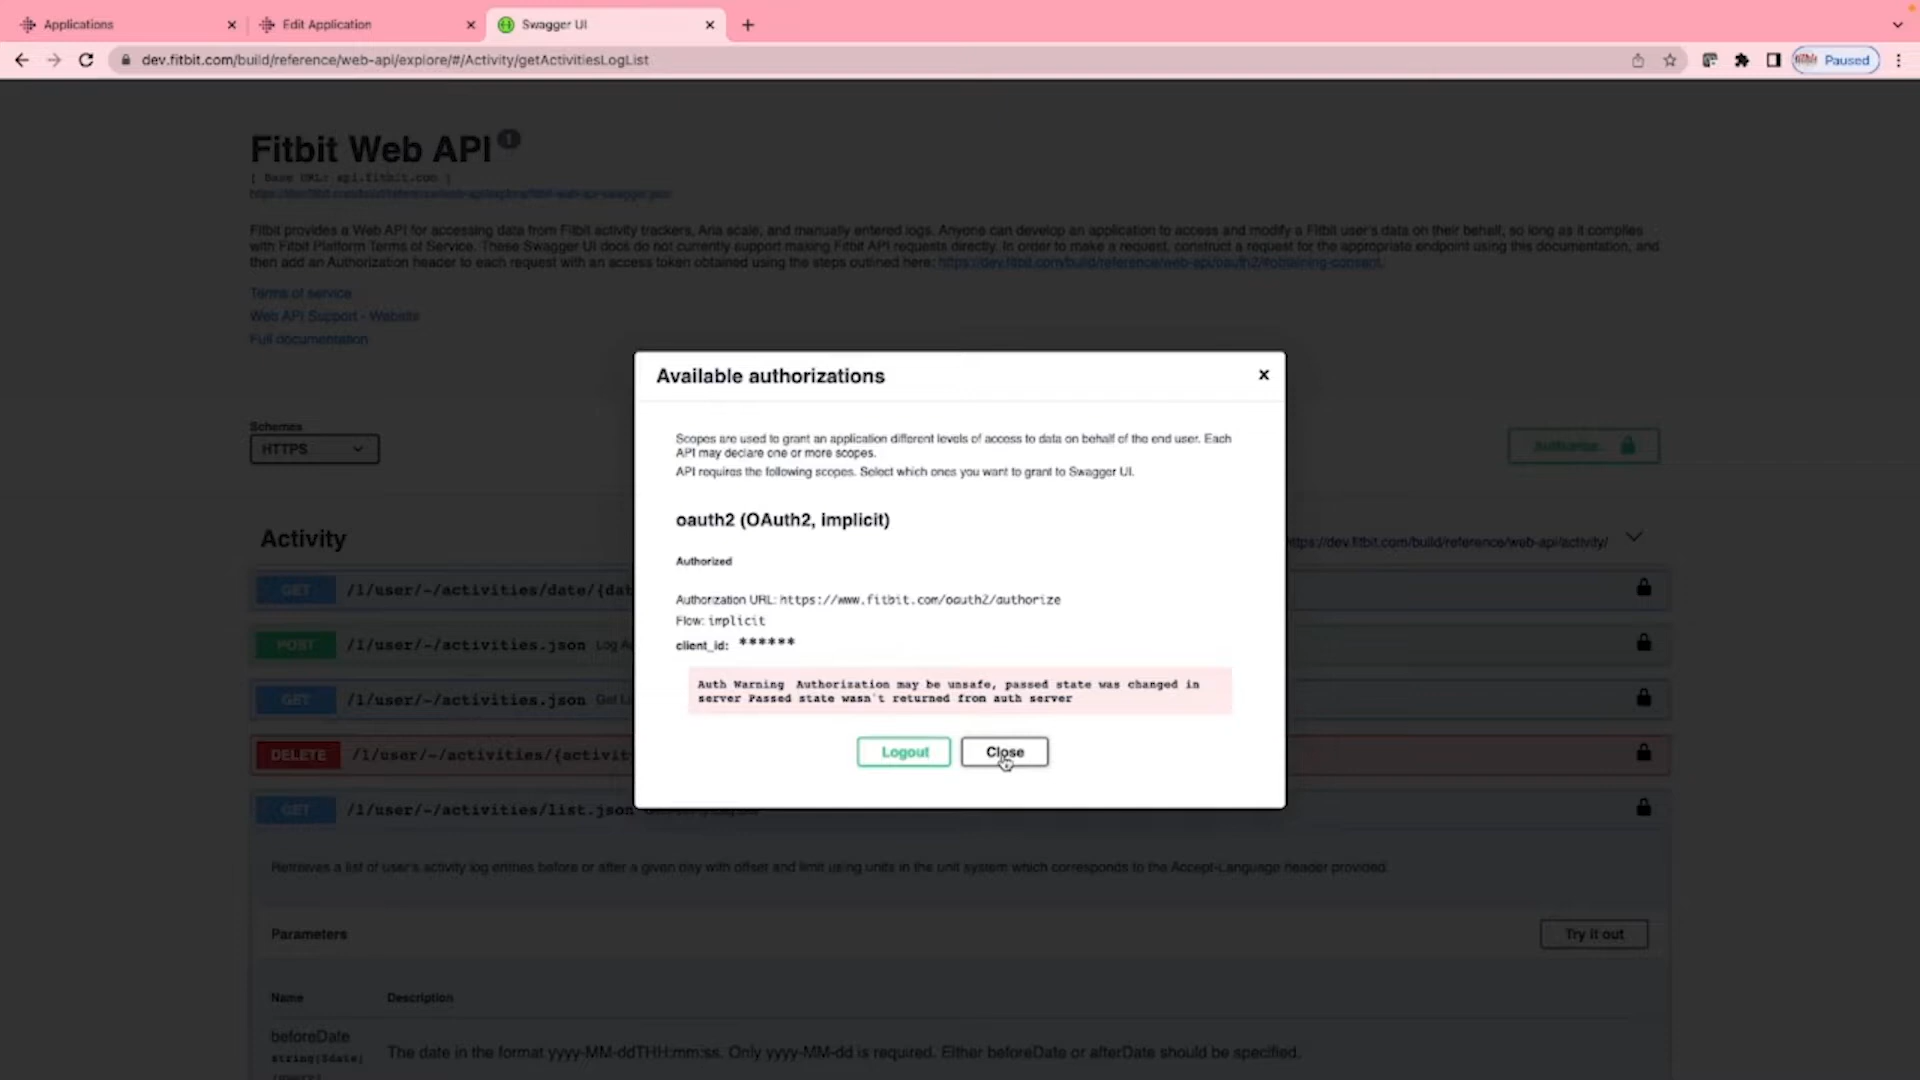 Applications
Edit Application
Swagger UI
dev.fitbit.com/build/reference/web-api/explore/#/Activity/getActivitiesLogList
Paused
Fitbit Web API 1
[ Base URL: api.fitbit.com ]
https://dev.fitbit.com/build/reference/web-api/explore/fitbit-web-api-swagger.json
Fitbit provides a Web API for accessing data from Fitbit activity trackers, Aria scale, and manually entered logs. Anyone can develop an application to access and modify a Fitbit user's data on their behalf, so long as it complies
with Fitbit Platform Terms of Service. These Swagger UI docs do not currently support making Fitbit API requests directly. In order to make a request, construct a request for the appropriate endpoint using this documentation, and
then add an Authorization header to each request with an access token obtained using the steps outlined here: https://dev.fitbit.com/build/reference/web-api/oauth2/#obtaining-consent.
Terms of service
Web API Support - Website
Full documentation
Available authorizations
Scopes are used to grant an application different levels of access to data on behalf of the end user. Each
API may declare one or more scopes.
API requires the following scopes. Select which ones you want to grant to Swagger UI.
oauth2 (OAuth2, implicit)
Authorized
Authorization URL: https://www.fitbit.com/oauth2/authorize
Flow: implicit
client_id: ******
Auth Warning Authorization may be unsafe, passed state was changed in
server Passed state wasn't returned from auth server
Logout
Close
Schemes
HTTPS
Authorize
Activity
https://dev.fitbit.com/build/reference/web-api/activity/
GET /1/user/-/activities/date/{dat
POST /1/user/-/activities.json Log A
GET /1/user/-/activities.json Get Li
DELETE /1/user/-/activities/{activit
GET /1/user/-/activities/list.json
Retrieves a list of user's activity log entries before or after a given day with offset and limit using units in the unit system which corresponds to the Accept-Language header provided.
Parameters
Try it out
Name Description
beforeDate
string($date)
The date in the format yyyy-MM-ddTHH:mm:ss. Only yyyy-MM-dd is required. Either beforeDate or afterDate should be specified.